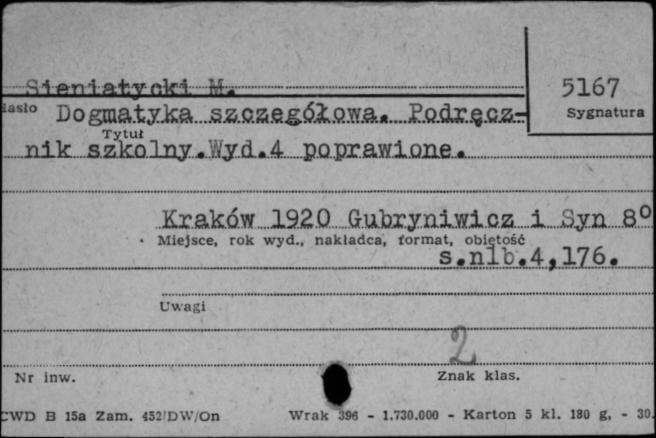 Sieniatycki M.
5167
iasło Dogmatyka szczegółowa. Podręcz-
Sygnatura
Tytuł
nik szkolny.Wyd.4 poprawione.
Kraków 1920 Gubryniwicz i Syn 8°
Miejsce, rok wyd., nakładca, format, objętość
s.nlb.4,176.
Uwagi
2
Nr inw.
Znak klas.
CWD B 15a Zam. 452/DW/On Wrak 396 - 1.730.000 - Karton 5 kl. 180 g, - 30.